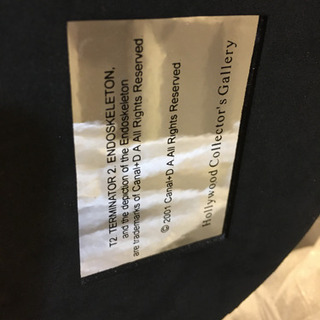 T2, TERMINATOR 2, ENDOSKELETON,
and the depiction of the Endoskeleton
are trademarks of Canal+D A All Rights Reserved
© 2001 Canal+D A All Rights Reserved
Hollywood Collector's Gallery